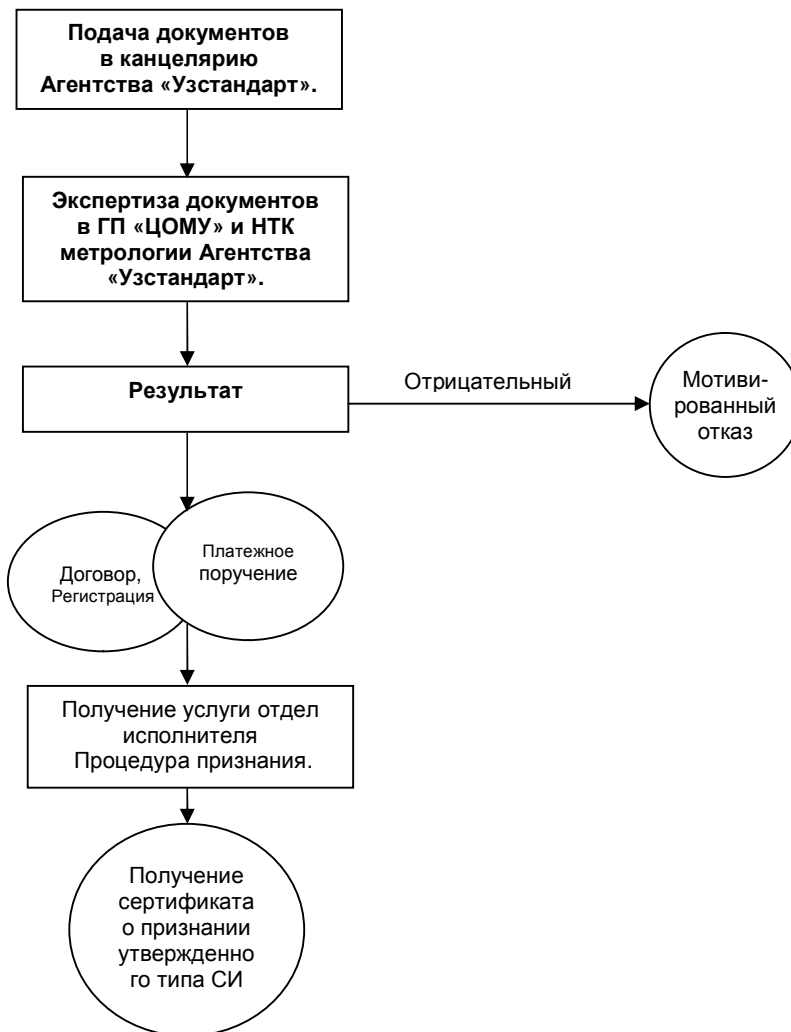 Подача документов
в канцелярию
Агентства «Узстандарт».
Экспертиза документов
в ГП «ЦОМУ» и НТК
метрологии Агентства
«Узстандарт».
Результат
Отрицательный
Мотиви-
рованный
отказ
Договор,
Регистрация
Платежное
поручение
Получение услуги отдел
исполнителя
Процедура признания.
Получение
сертификата
о признании
утвержденно
го типа СИ